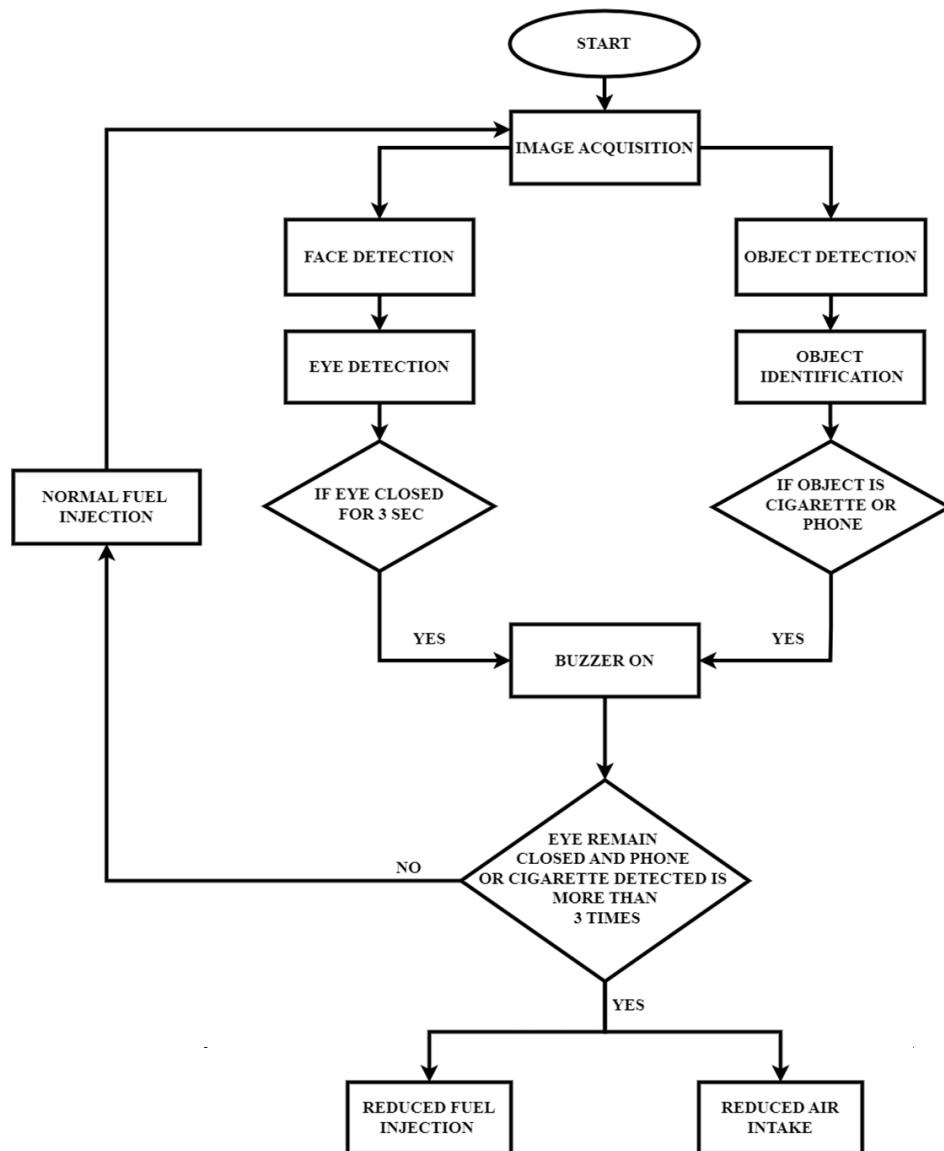 START
IMAGE ACQUISITION
FACE DETECTION
OBJECT DETECTION
EYE DETECTION
OBJECT
IDENTIFICATION
NORMAL FUEL
INJECTION
IF EYE CLOSED
FOR 3 SEC
IF OBJECT IS
CIGARETTE OR
PHONE
YES
BUZZER ON
YES
EYE REMAIN
CLOSED AND PHONE
OR CIGARETTE DETECTED IS
MORE THAN
3 TIMES
NO
YES
REDUCED FUEL
INJECTION
REDUCED AIR
INTAKE